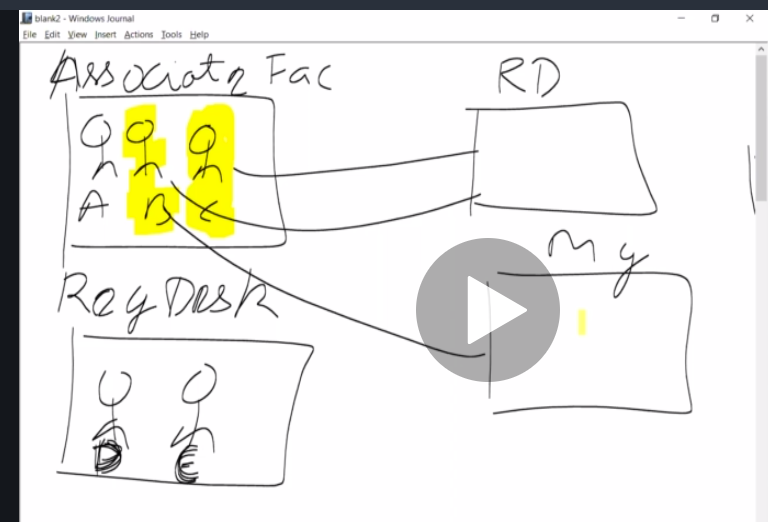 blank2 - Windows Journal
File Edit View Insert Actions Tools Help
Associate Fac
RD
A B C
My
Reg Desk
D E